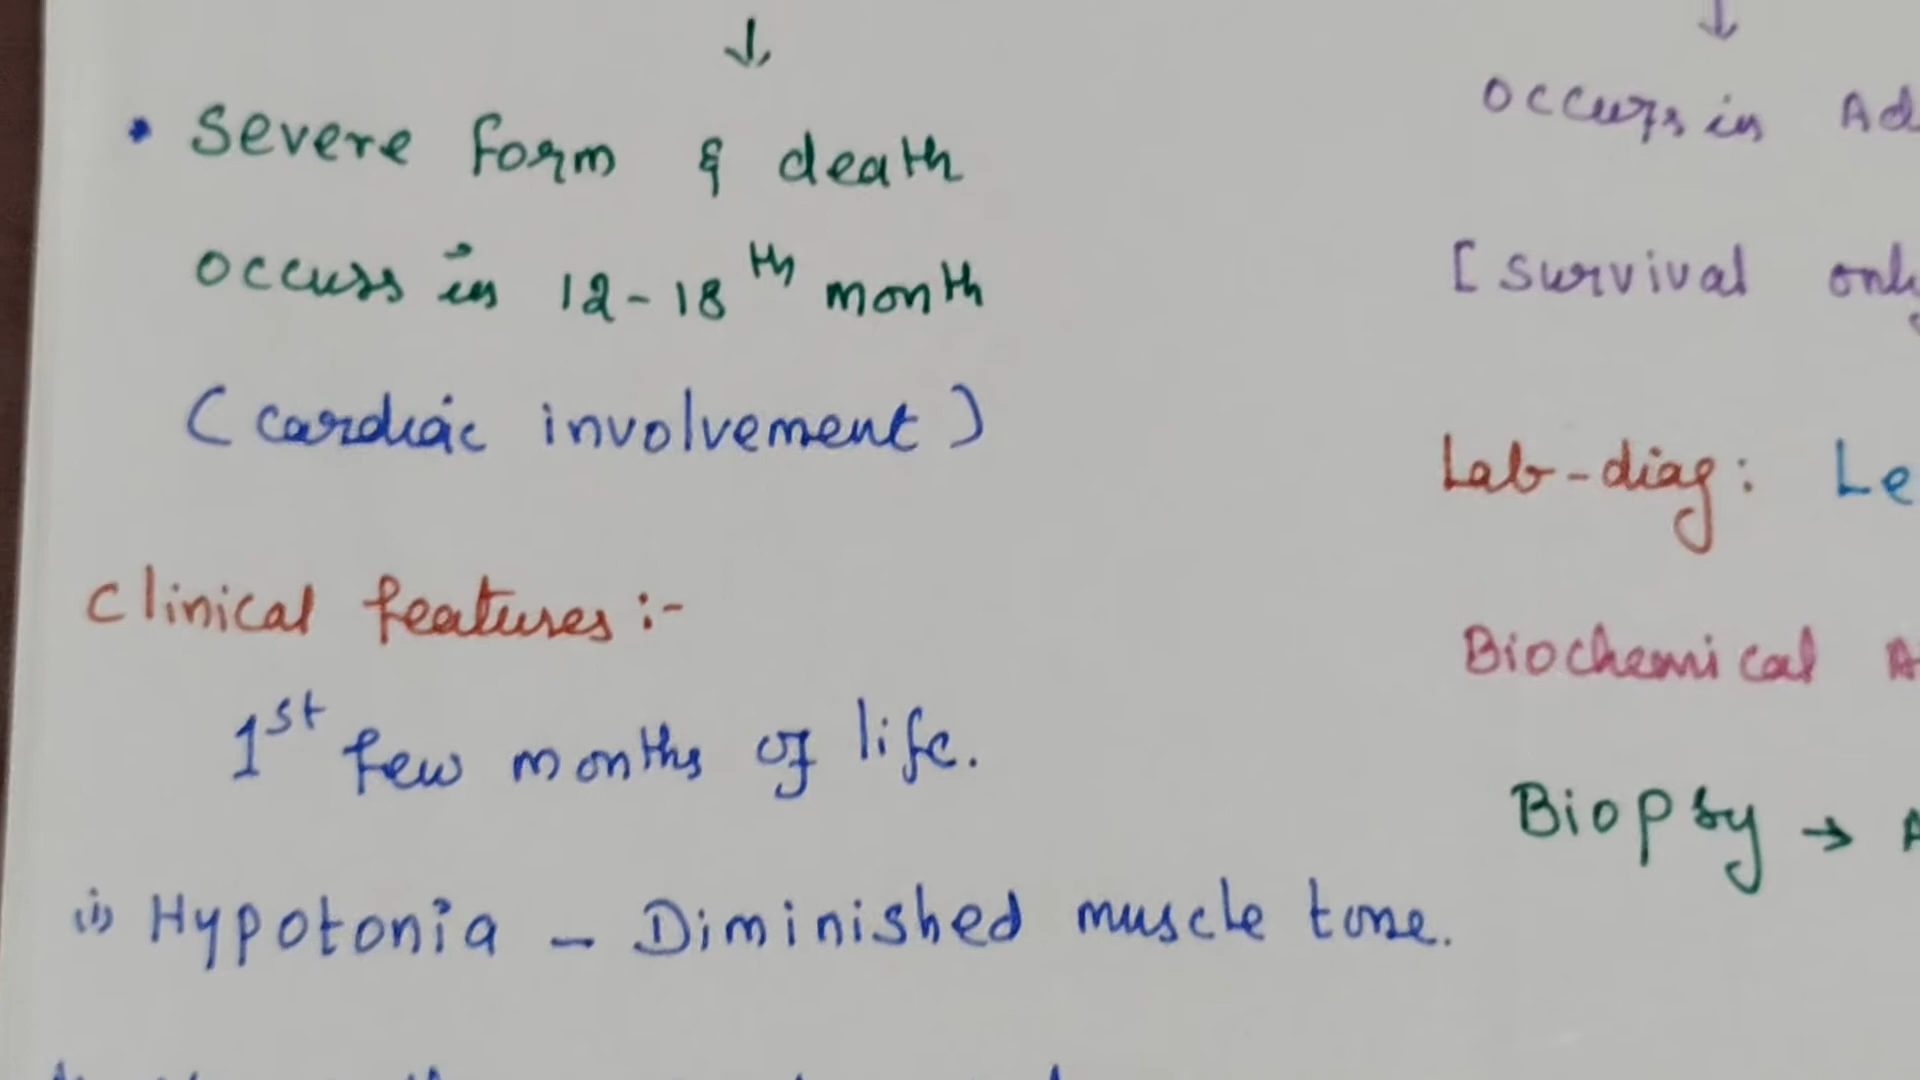 ↓
• Severe form & death
occurs in 12-18th month
(cardiac involvement)
Clinical features :-
1st few months of life.
i) Hypotonia - Diminished muscle tone.
↓
occurs in Ad
[survival only
Lab-diag: Le
Biochemical A
Biopsy → A